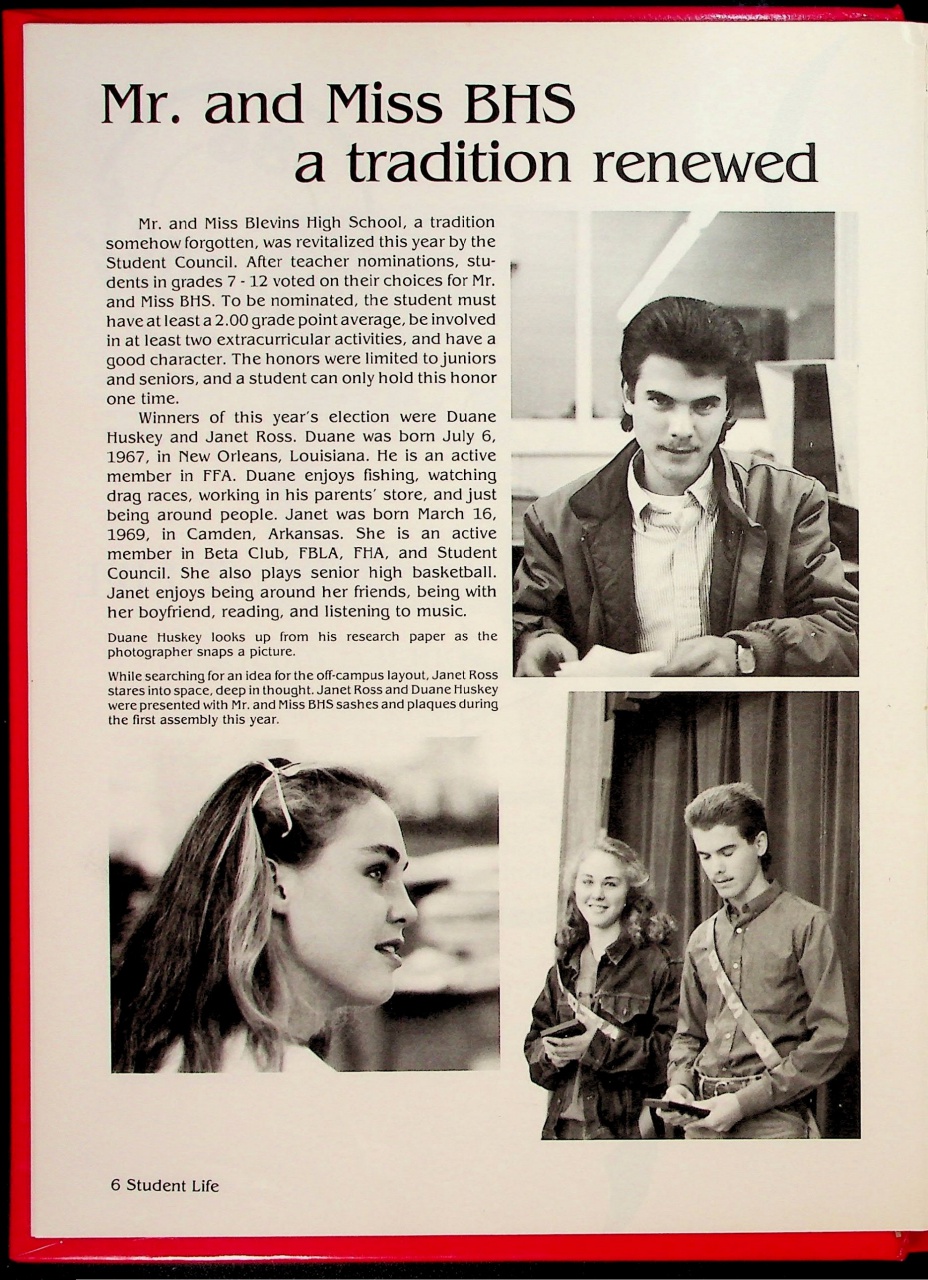 Mr. and Miss BHS
a tradition renewed
Mr. and Miss Blevins High School, a tradition
somehow forgotten, was revitalized this year by the
Student Council. After teacher nominations, stu-
dents in grades 7 - 12 voted on their choices for Mr.
and Miss BHS. To be nominated, the student must
have at least a 2.00 grade point average, be involved
in at least two extracurricular activities, and have a
good character. The honors were limited to juniors
and seniors, and a student can only hold this honor
one time.
Winners of this year's election were Duane
Huskey and Janet Ross. Duane was born July 6,
1967, in New Orleans, Louisiana. He is an active
member in FFA. Duane enjoys fishing, watching
drag races, working in his parents' store, and just
being around people. Janet was born March 16,
1969, in Camden, Arkansas. She is an active
member in Beta Club, FBLA, FHA, and Student
Council. She also plays senior high basketball.
Janet enjoys being around her friends, being with
her boyfriend, reading, and listening to music.
Duane Huskey looks up from his research paper as the
photographer snaps a picture.
While searching for an idea for the off-campus layout, Janet Ross
stares into space, deep in thought. Janet Ross and Duane Huskey
were presented with Mr. and Miss BHS sashes and plaques during
the first assembly this year.
6 Student Life